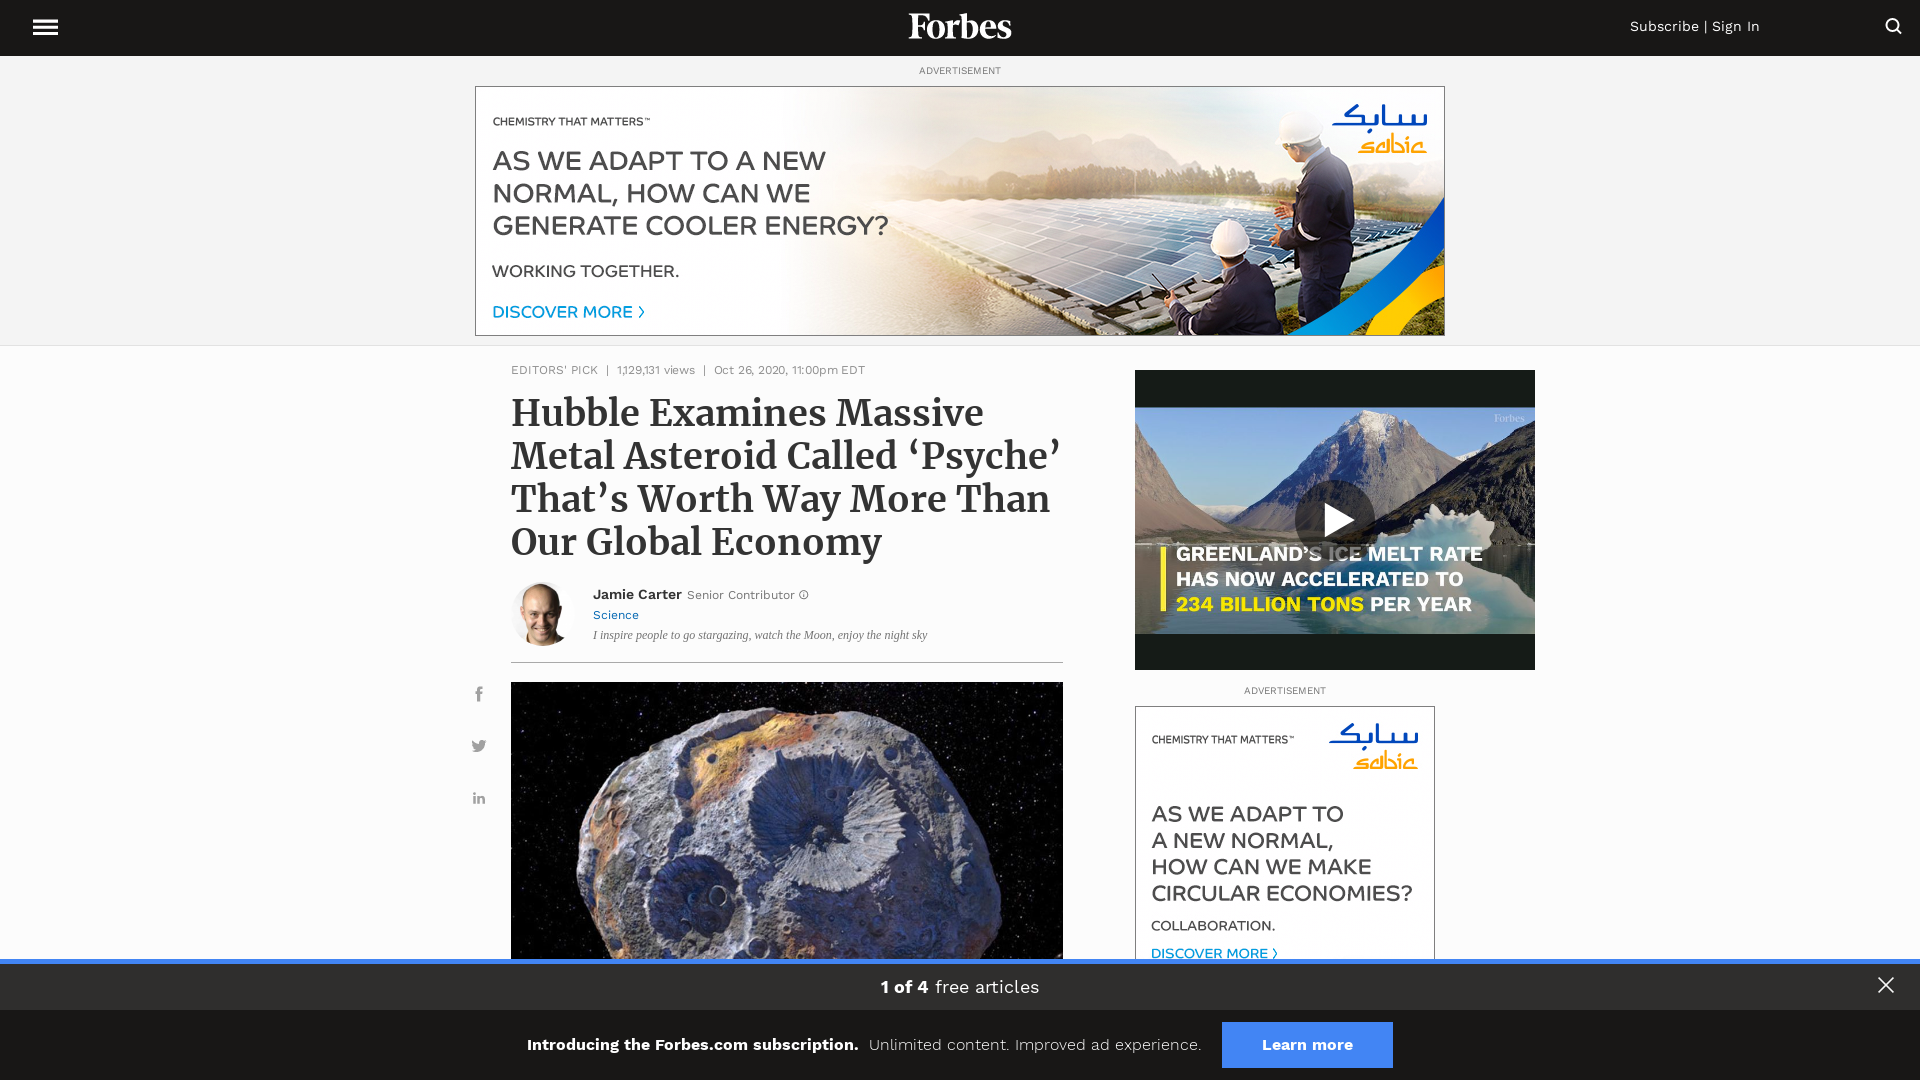 Forbes
Subscribe | Sign In
ADVERTISEMENT
CHEMISTRY THAT MATTERS™
سابك
sabic
AS WE ADAPT TO A NEW
NORMAL, HOW CAN WE
GENERATE COOLER ENERGY?
WORKING TOGETHER.
DISCOVER MORE >
EDITORS' PICK | 1,129,131 views | Oct 26, 2020, 11:00pm EDT
Hubble Examines Massive
Metal Asteroid Called ‘Psyche’
That’s Worth Way More Than
Our Global Economy
Jamie Carter Senior Contributor
Science
I inspire people to go stargazing, watch the Moon, enjoy the night sky
Forbes
GREENLAND’S ICE MELT RATE
HAS NOW ACCELERATED TO
234 BILLION TONS PER YEAR
ADVERTISEMENT
CHEMISTRY THAT MATTERS™
سابك
sabic
AS WE ADAPT TO
A NEW NORMAL,
HOW CAN WE MAKE
CIRCULAR ECONOMIES?
COLLABORATION.
DISCOVER MORE >
1 of 4 free articles
Introducing the Forbes.com subscription. Unlimited content. Improved ad experience.
Learn more